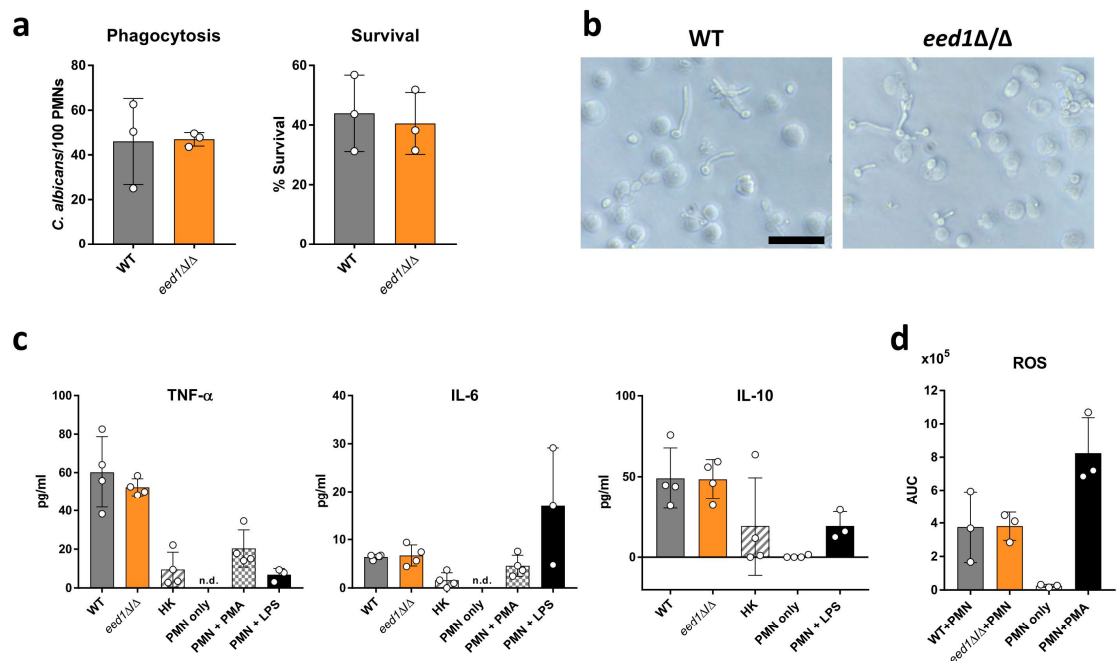 a
Phagocytosis
C. albicans/100 PMNs
80
60
40
20
0
WT
eed1Δ/Δ
Survival
% Survival
60
40
20
0
WT
eed1Δ/Δ
b
WT
eed1Δ/Δ
c
TNF-α
pg/ml
100
80
60
40
20
0
n.d.
WT
eed1Δ/Δ
HK
PMN only
PMN + PMA
PMN + LPS
IL-6
pg/ml
40
30
20
10
0
n.d.
WT
eed1Δ/Δ
HK
PMN only
PMN + PMA
PMN + LPS
IL-10
pg/ml
100
50
0
WT
eed1Δ/Δ
HK
PMN only
PMN + LPS
d
x10⁵
ROS
AUC
12
10
8
6
4
2
0
WT+PMN
eed1Δ/Δ+PMN
PMN only
PMN+PMA